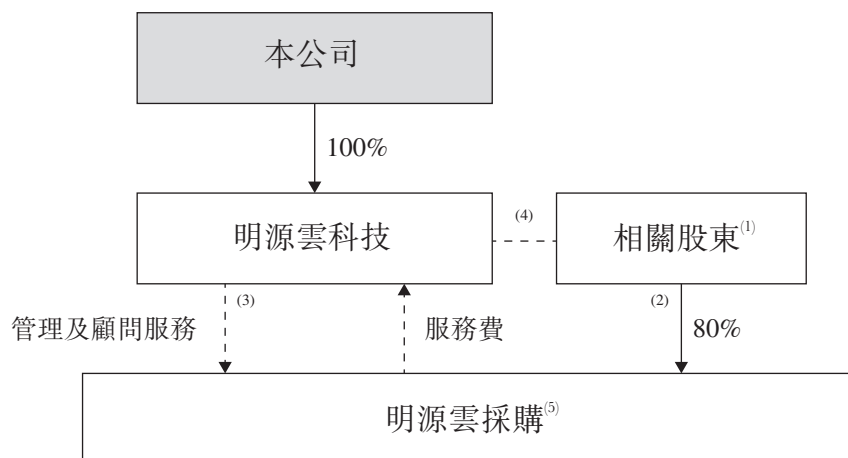 本公司
100%
明源雲科技
(4)
相關股東(1)
(3)
(2)
管理及顧問服務
服務費
80%
明源雲採購(5)